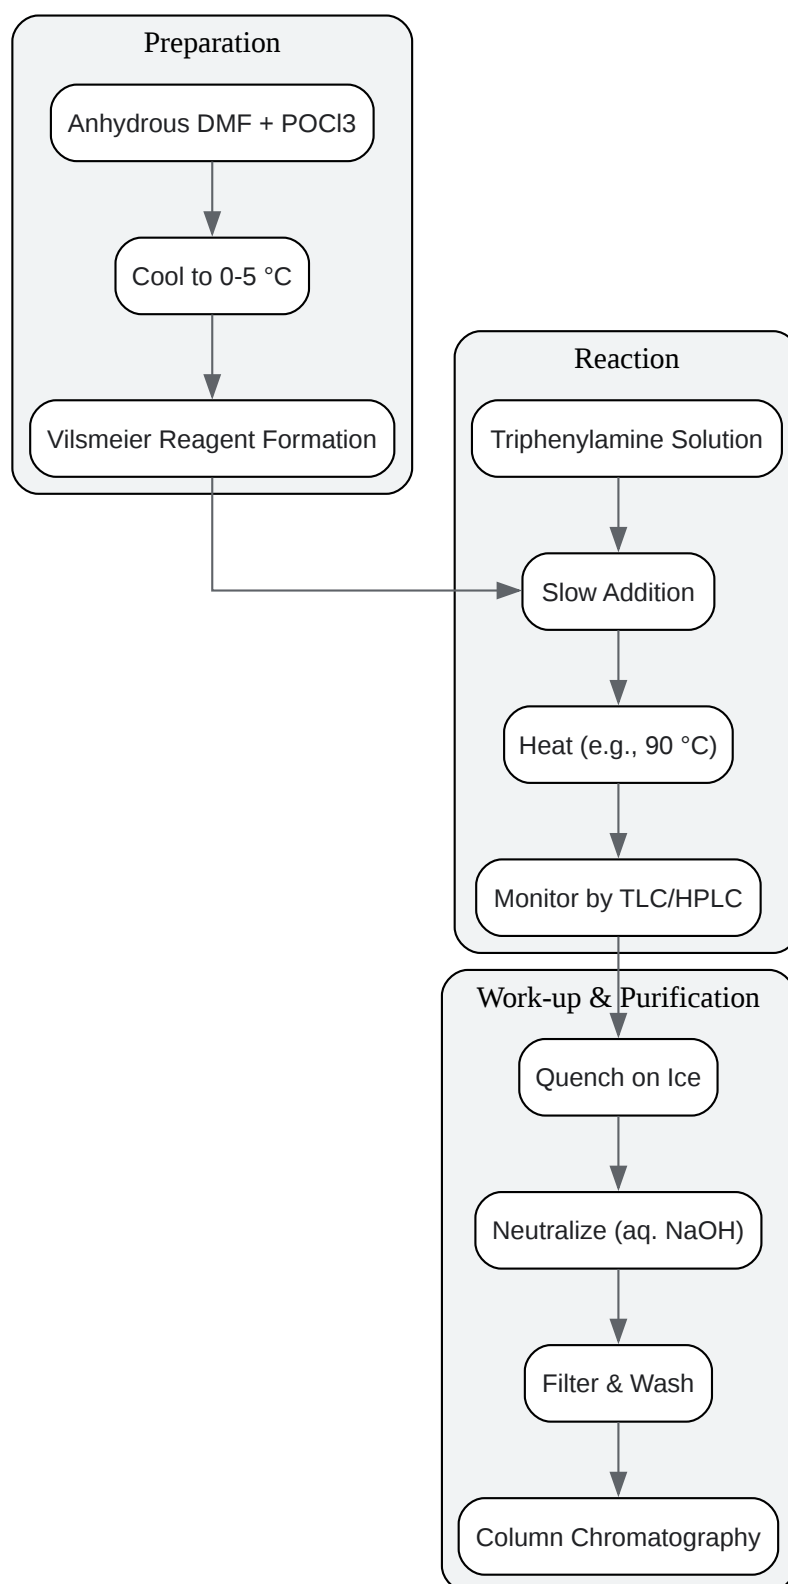 Preparation
Anhydrous DMF + POCl3
Cool to 0-5 °C
Vilsmeier Reagent Formation
Reaction
Triphenylamine Solution
Slow Addition
Heat (e.g., 90 °C)
Monitor by TLC/HPLC
Work-up & Purification
Quench on Ice
Neutralize (aq. NaOH)
Filter & Wash
Column Chromatography